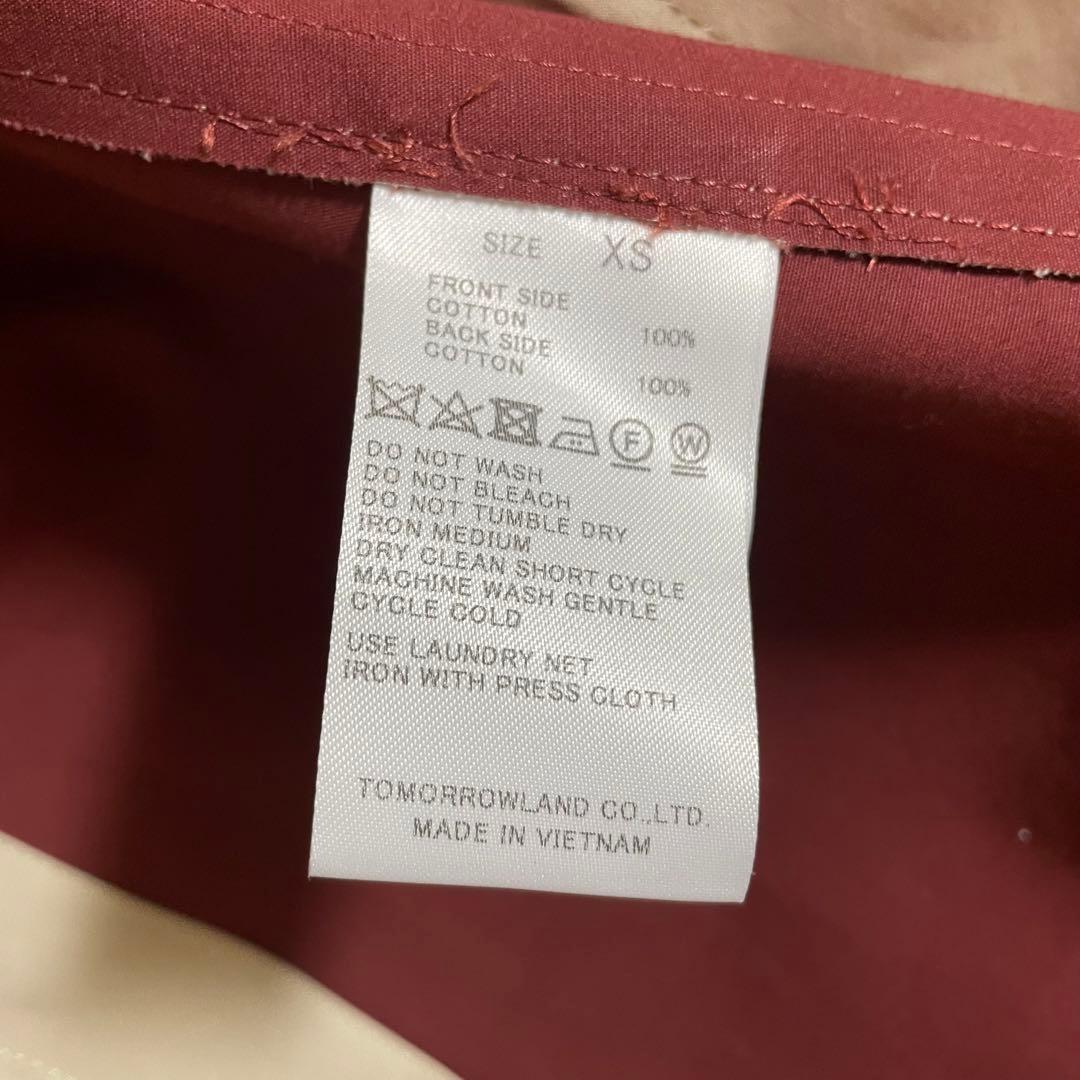 SIZE XS
FRONT SIDE
COTTON 100%
BACK SIDE
COTTON 100%
F W
DO NOT WASH
DO NOT BLEACH
DO NOT TUMBLE DRY
IRON MEDIUM
DRY CLEAN SHORT CYCLE
MACHINE WASH GENTLE
CYCLE COLD
USE LAUNDRY NET
IRON WITH PRESS CLOTH
TOMORROWLAND CO.,LTD.
MADE IN VIETNAM